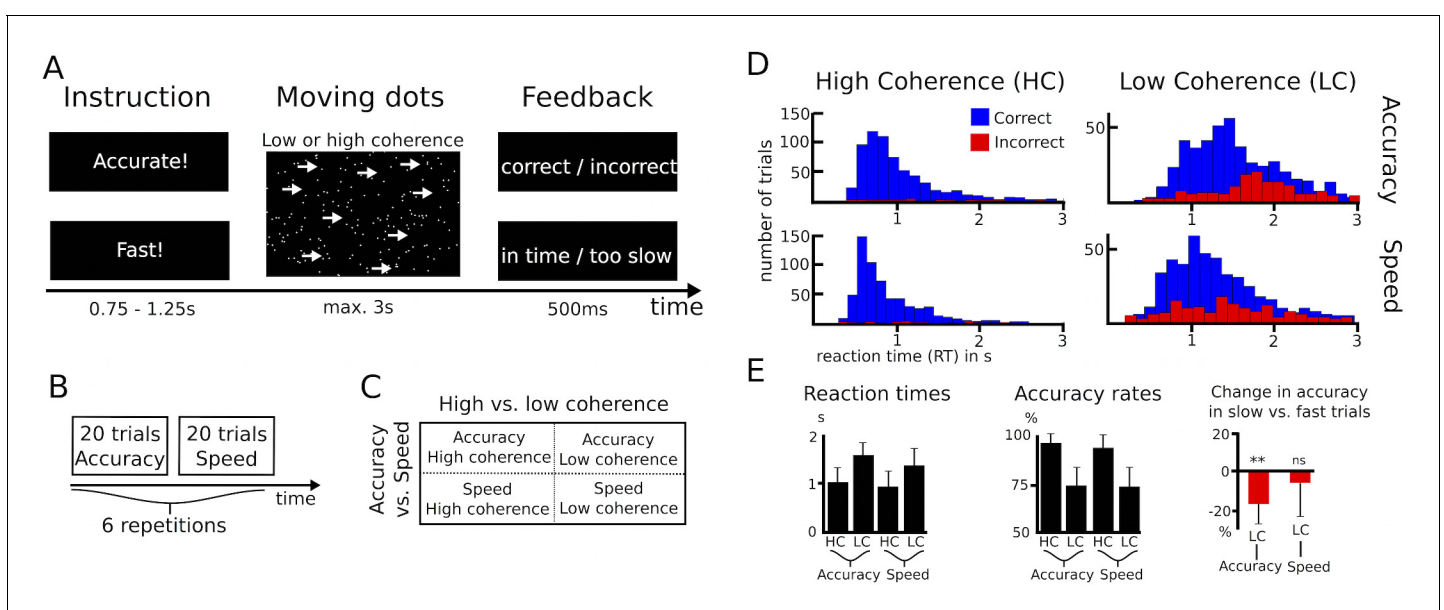 A
Instruction
Moving dots
Feedback
Low or high coherence
Accurate!
correct / incorrect
Fast!
in time / too slow
0.75 - 1.25s
max. 3s
500ms
time
B
20 trials
Accuracy
20 trials
Speed
time
6 repetitions
C
High vs. low coherence
Accuracy
vs. Speed
Accuracy
High coherence
Accuracy
Low coherence
Speed
High coherence
Speed
Low coherence
D
High Coherence (HC)
Low Coherence (LC)
Accuracy
Speed
number of trials
150
100
50
Correct
Incorrect
1
2
3
50
1
2
3
150
100
50
1
2
3
50
1
2
3
reaction time (RT) in s
E
Reaction times
s
2
1
0
HC LC HC LC
Accuracy Speed
Accuracy rates
%
100
75
50
HC LC HC LC
Accuracy Speed
Change in accuracy
in slow vs. fast trials
20
0
-20
%
** ns
LC LC
Accuracy Speed